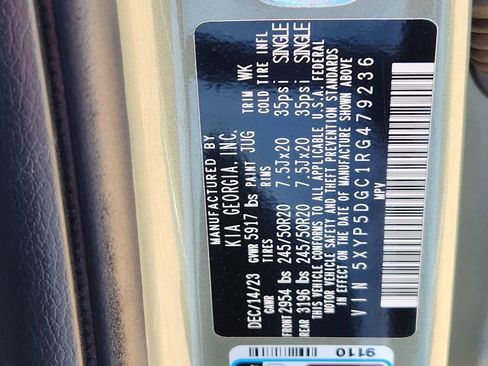 MANUFACTURED BY
KIA GEORGIA, INC.
DEC/14/23 GVWR 5917 lbs PAINT JUG TRIM WK
GAWR TIRES RIMS COLD TIRE INFL
FRONT 2954 lbs 245/50R20 7.5Jx20 35psi SINGLE
REAR 3196 lbs 245/50R20 7.5Jx20 35psi SINGLE
THIS VEHICLE CONFORMS TO ALL APPLICABLE U.S.A. FEDERAL
MOTOR VEHICLE SAFETY AND THEFT PREVENTION STANDARDS
IN EFFECT ON THE DATE OF MANUFACTURE SHOWN ABOVE
VIN 5XYP5DGC1RG479236
MPV
9110